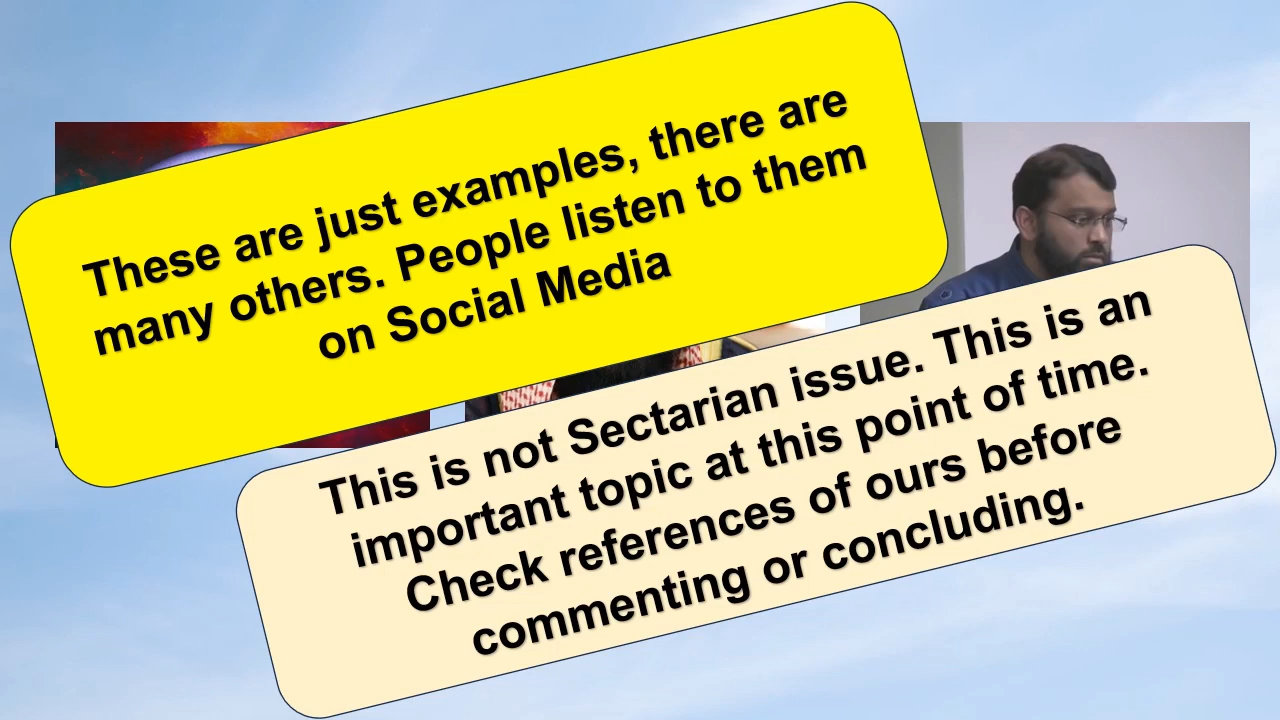 These are just examples, there are
many others. People listen to them
on Social Media
This is not Sectarian issue. This is an
important topic at this point of time.
Check references of ours before
commenting or concluding.